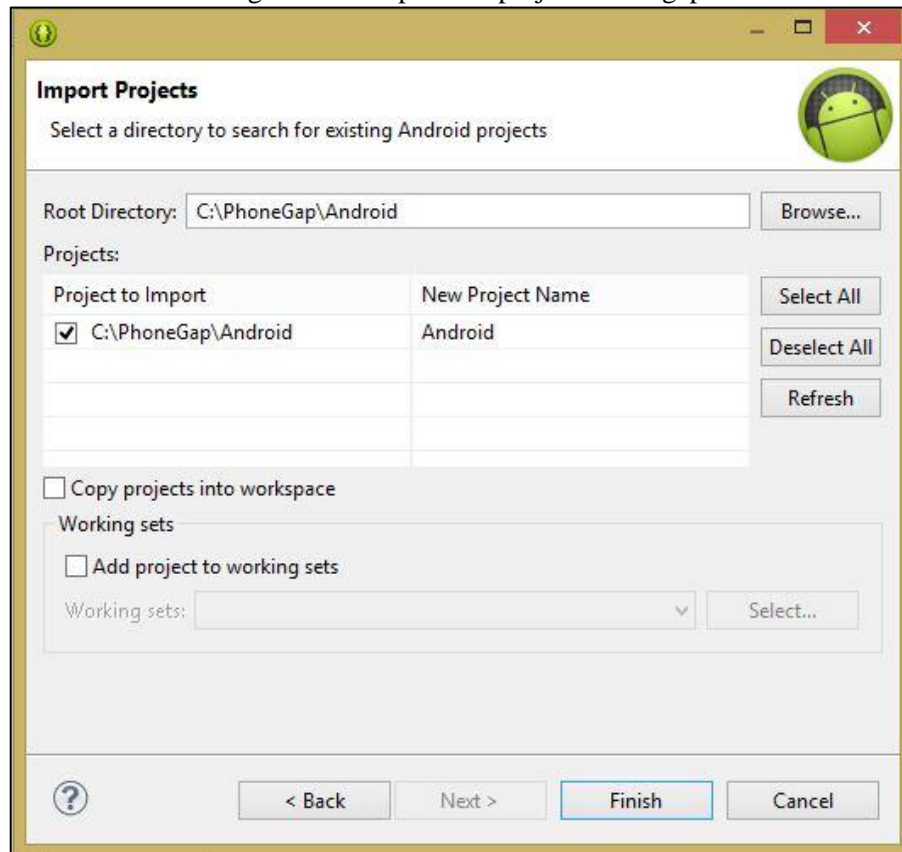 Import Projects
Select a directory to search for existing Android projects
Root Directory: C:\PhoneGap\Android Browse...
Projects:
Project to Import New Project Name Select All
C:\PhoneGap\Android Android
Deselect All
Refresh
Copy projects into workspace
Working sets
Add project to working sets
Working sets: Select...
? < Back Next > Finish Cancel